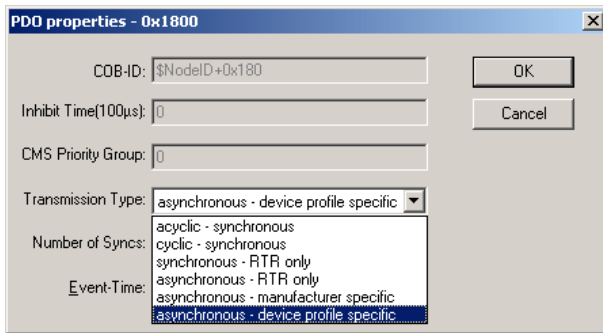 PDO properties - 0x1800
COB-ID: $NodeID+0x180
OK
Inhibit Time(100µs): 0
Cancel
CMS Priority Group: 0
Transmission Type: asynchronous - device profile specific
acyclic - synchronous
Number of Syncs: cyclic - synchronous
synchronous - RTR only
Event-Time: asynchronous - RTR only
asynchronous - manufacturer specific
asynchronous - device profile specific